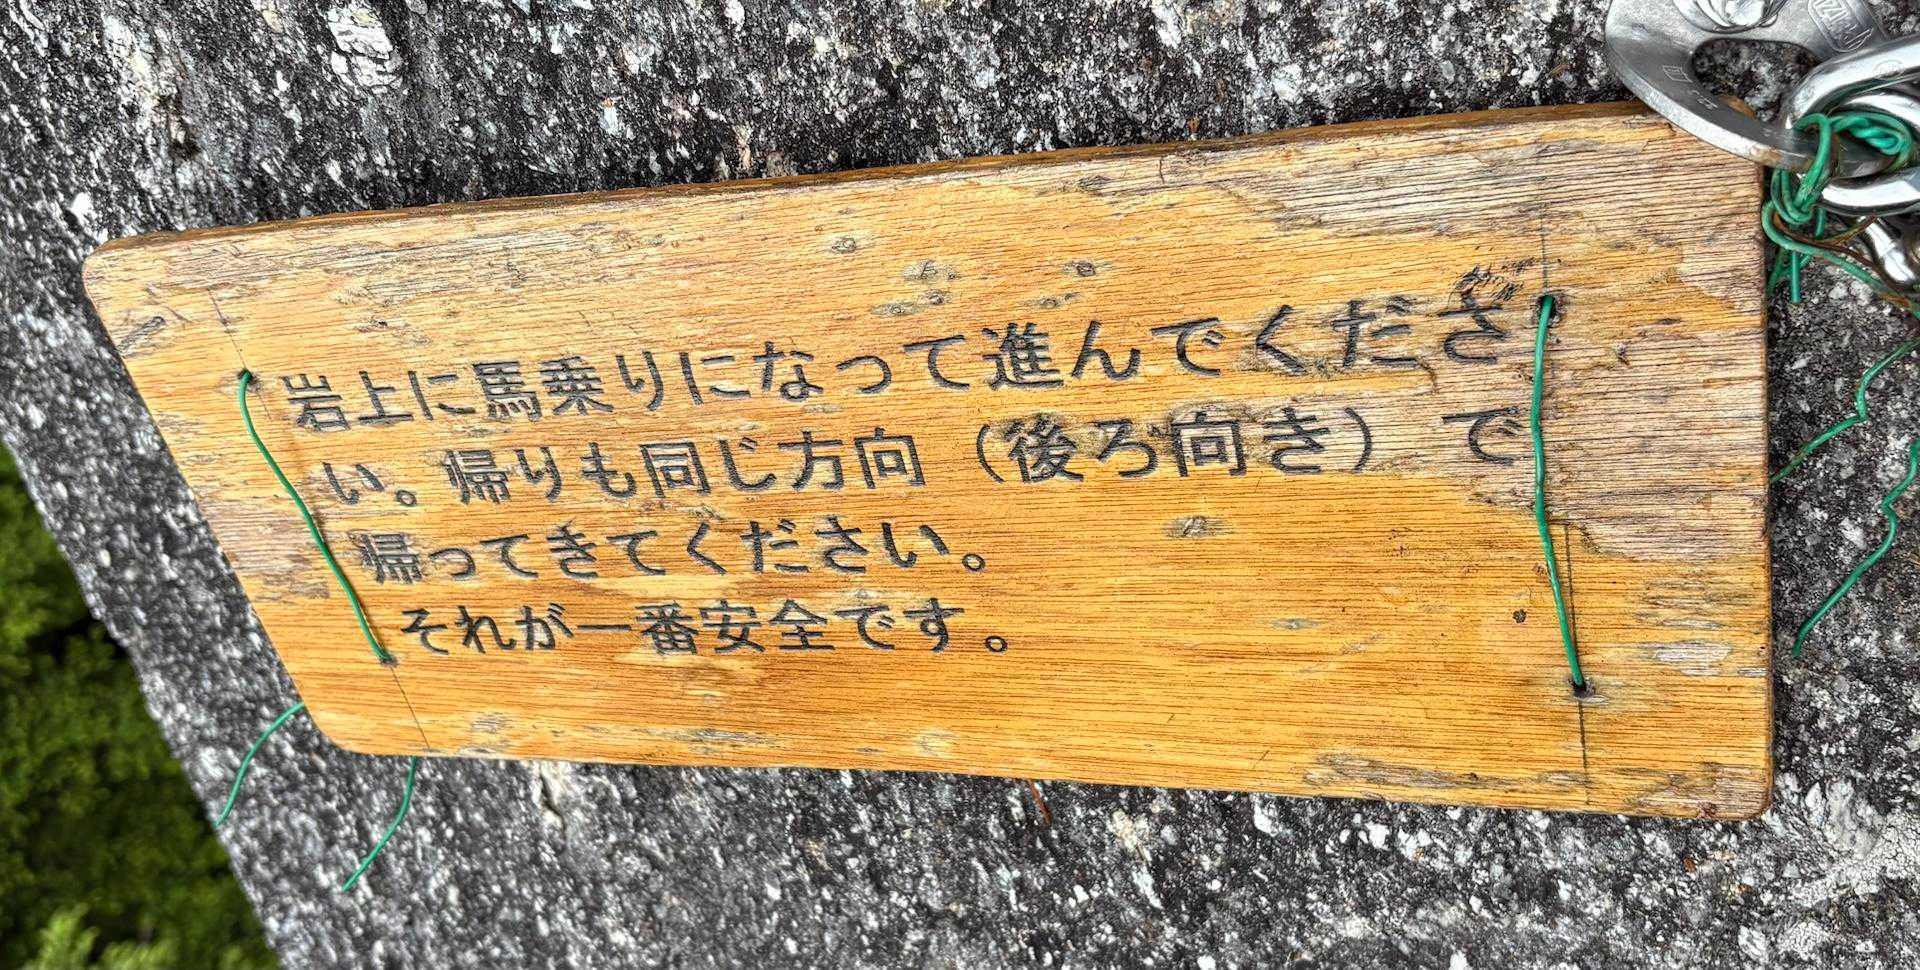 岩上に馬乗りになって進んでくださ
い。帰りも同じ方向（後ろ向き）で
帰ってきてください。
それが一番安全です。